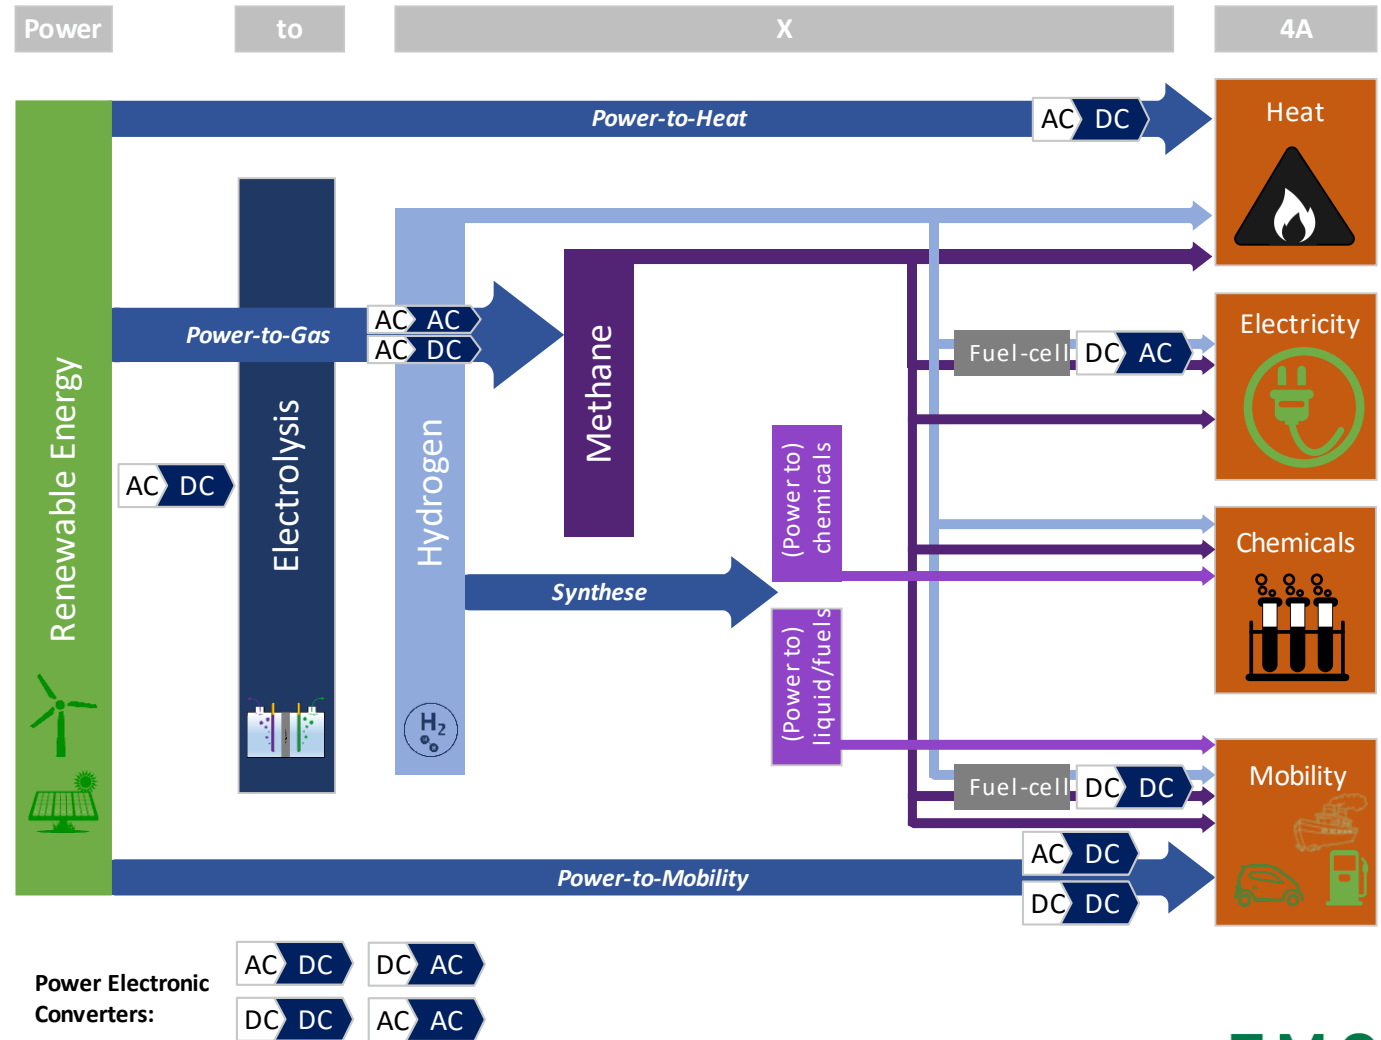 Power to X 4A
Power-to-Heat AC DC
Heat
Power-to-Gas
AC AC
AC DC
Renewable Energy
AC DC
Electrolysis
Hydrogen
H2
Methane
Synthese
(Power to)
chemicals
(Power to)
liquid/fuels
Fuel-cell DC AC
Electricity
Chemicals
Fuel-cell DC DC
Mobility
Power-to-Mobility
AC DC
DC DC
Power Electronic
Converters:
AC DC DC AC
DC DC AC AC